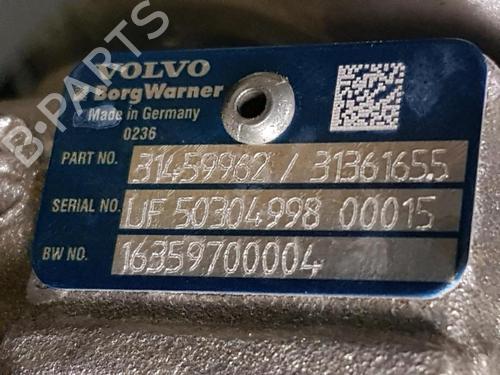 VOLVO
BorgWarner
Made in Germany
0236
PART NO. 31459962 / 31361655
SERIAL NO. UF 50304998 00015
BW NO. 16359700004
B-PARTS